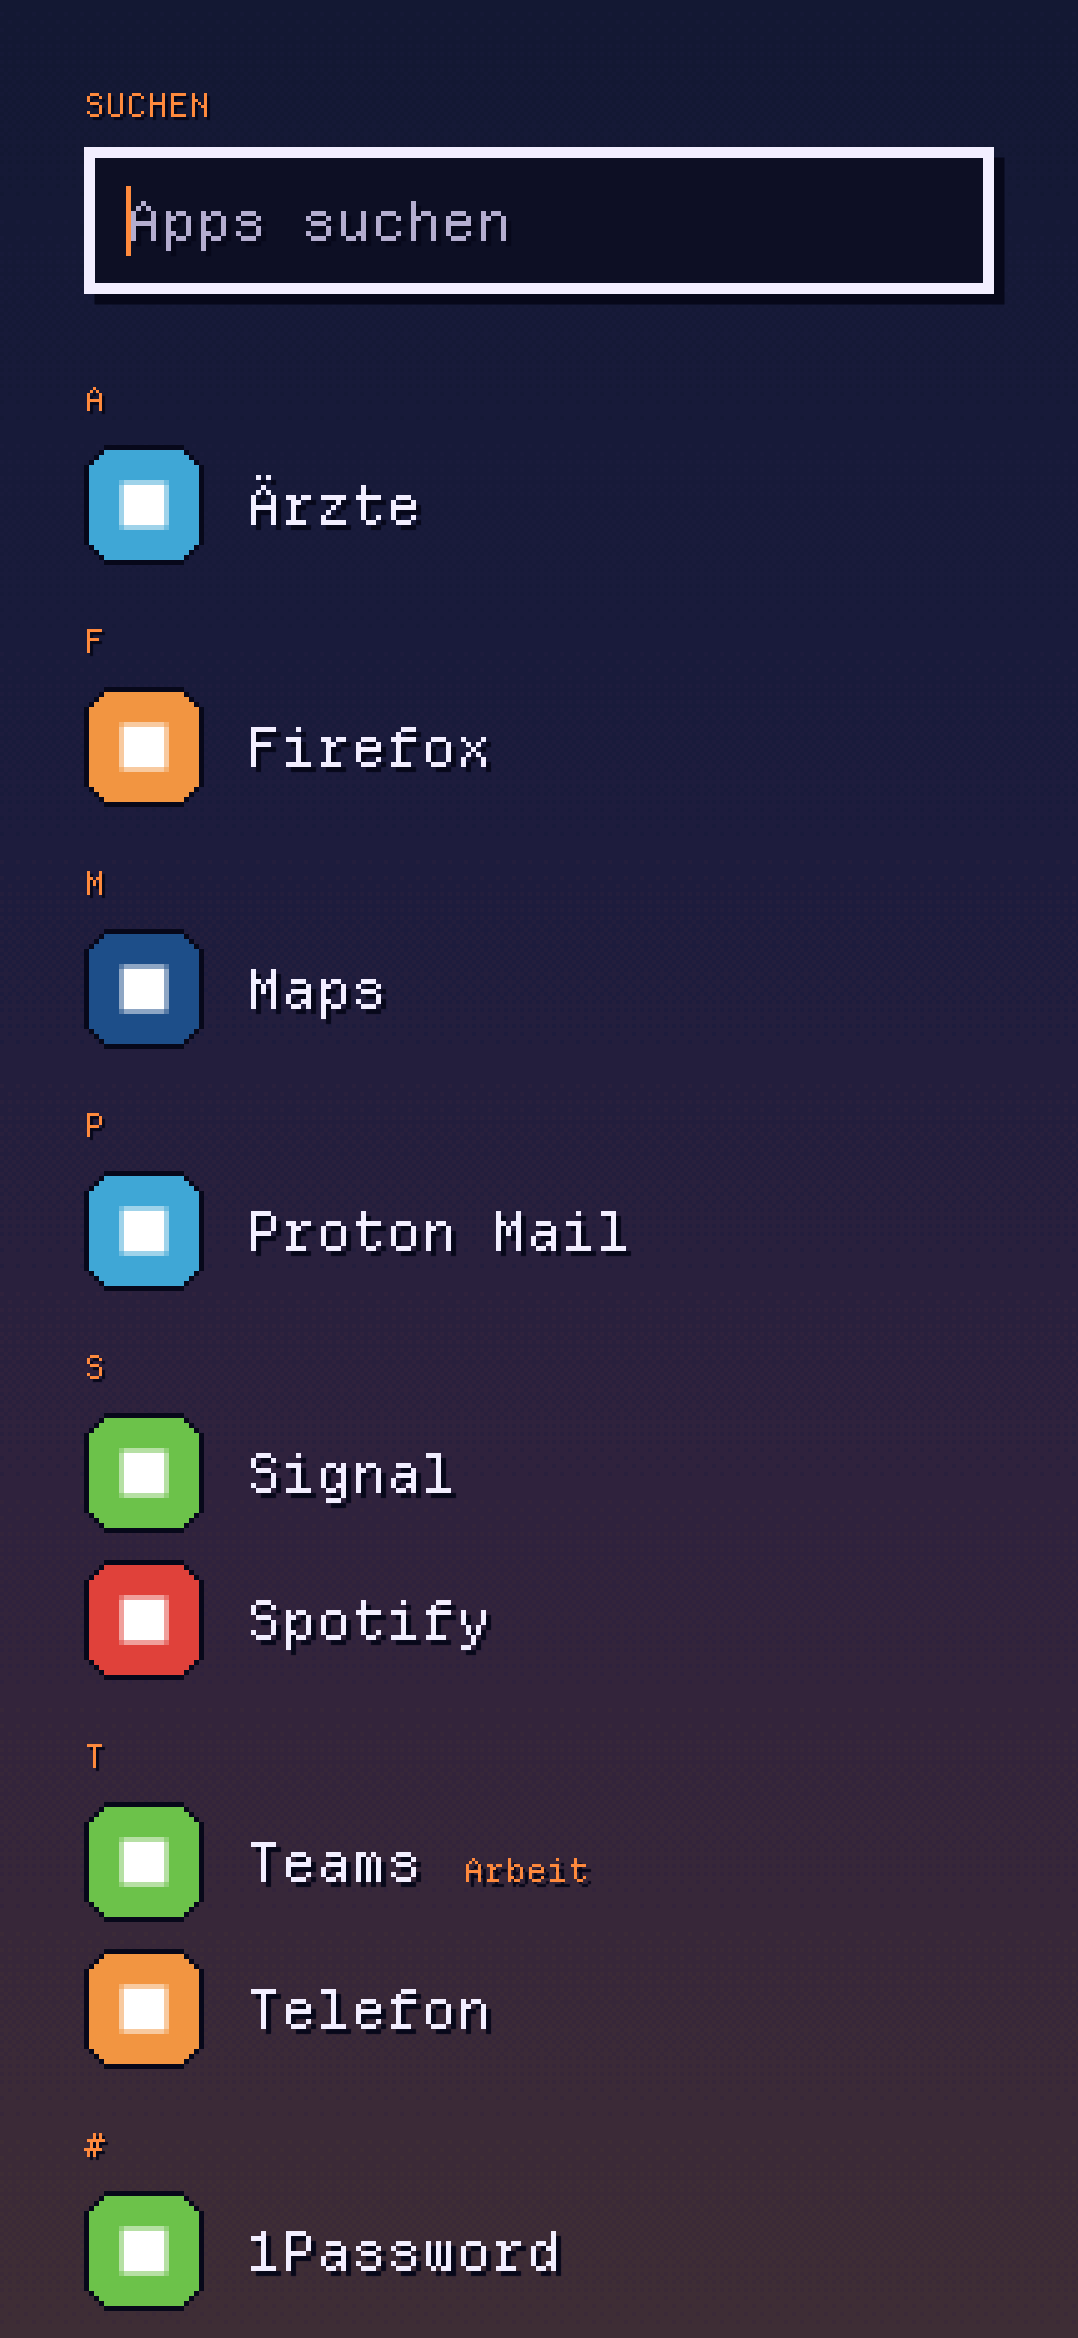 SUCHEN
Apps suchen
A
Ärzte
F
Firefox
M
Maps
P
Proton Mail
S
Signal
Spotify
T
Teams Arbeit
Telefon
#
1Password